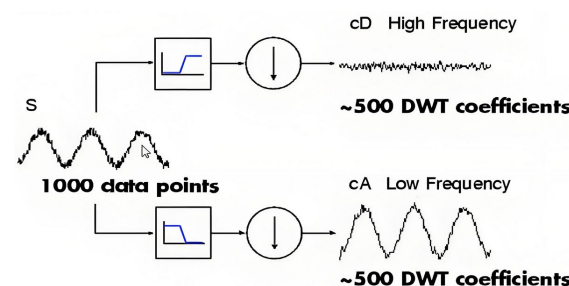 cD High Frequency
~500 DWT coefficients
S
1000 data points
cA Low Frequency
~500 DWT coefficients